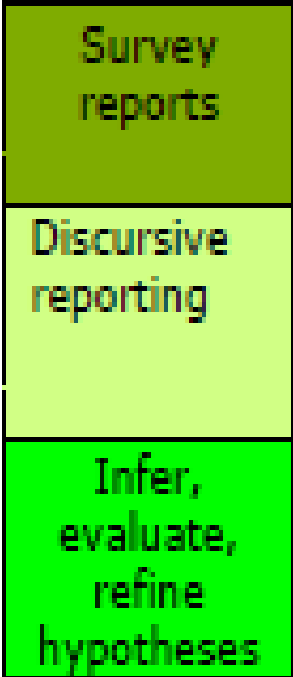 Survey
reports
Discursive
reporting
Infer,
evaluate,
refine
hypotheses